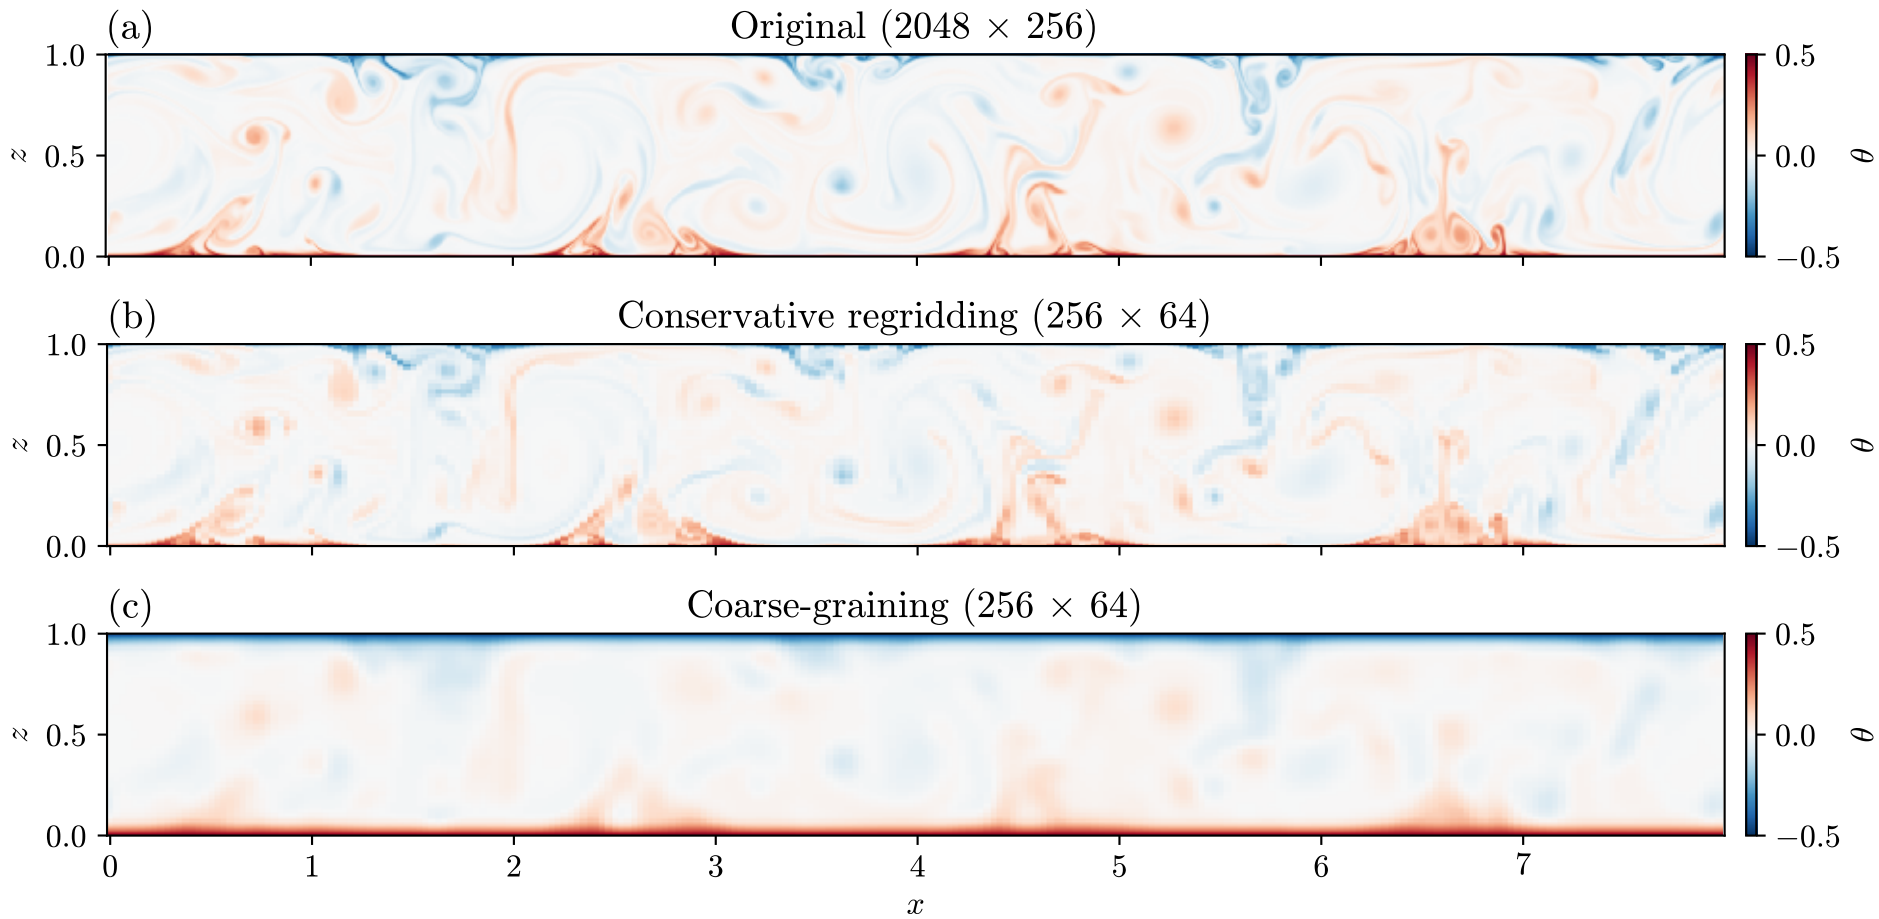 (a)
Original (2048 × 256)
1.0
0.5
0.0
z
0.5
0.0
−0.5
θ
(b)
Conservative regridding (256 × 64)
1.0
0.5
0.0
z
0.5
0.0
−0.5
θ
(c)
Coarse-graining (256 × 64)
1.0
0.5
0.0
z
0.5
0.0
−0.5
θ
0 1 2 3 4 5 6 7
x